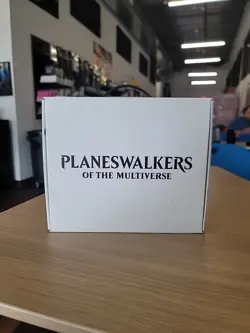 PLANESWALKERS
OF THE MULTIVERSE